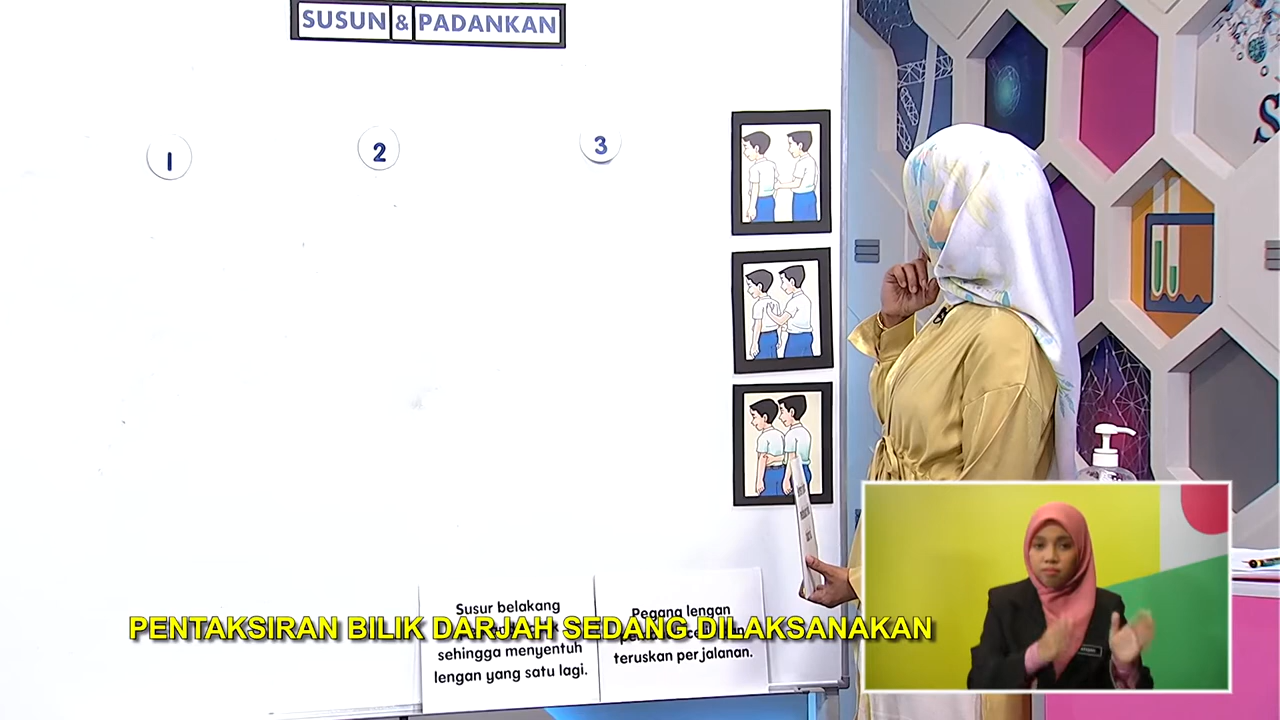 SUSUN & PADANKAN
1
2
3
S
Susur belakang
sehingga menyentuh
lengan yang satu lagi.
Pegang lengan
teruskan perjalanan.
PENTAKSIRAN BILIK DARJAH SEDANG DILAKSANAKAN